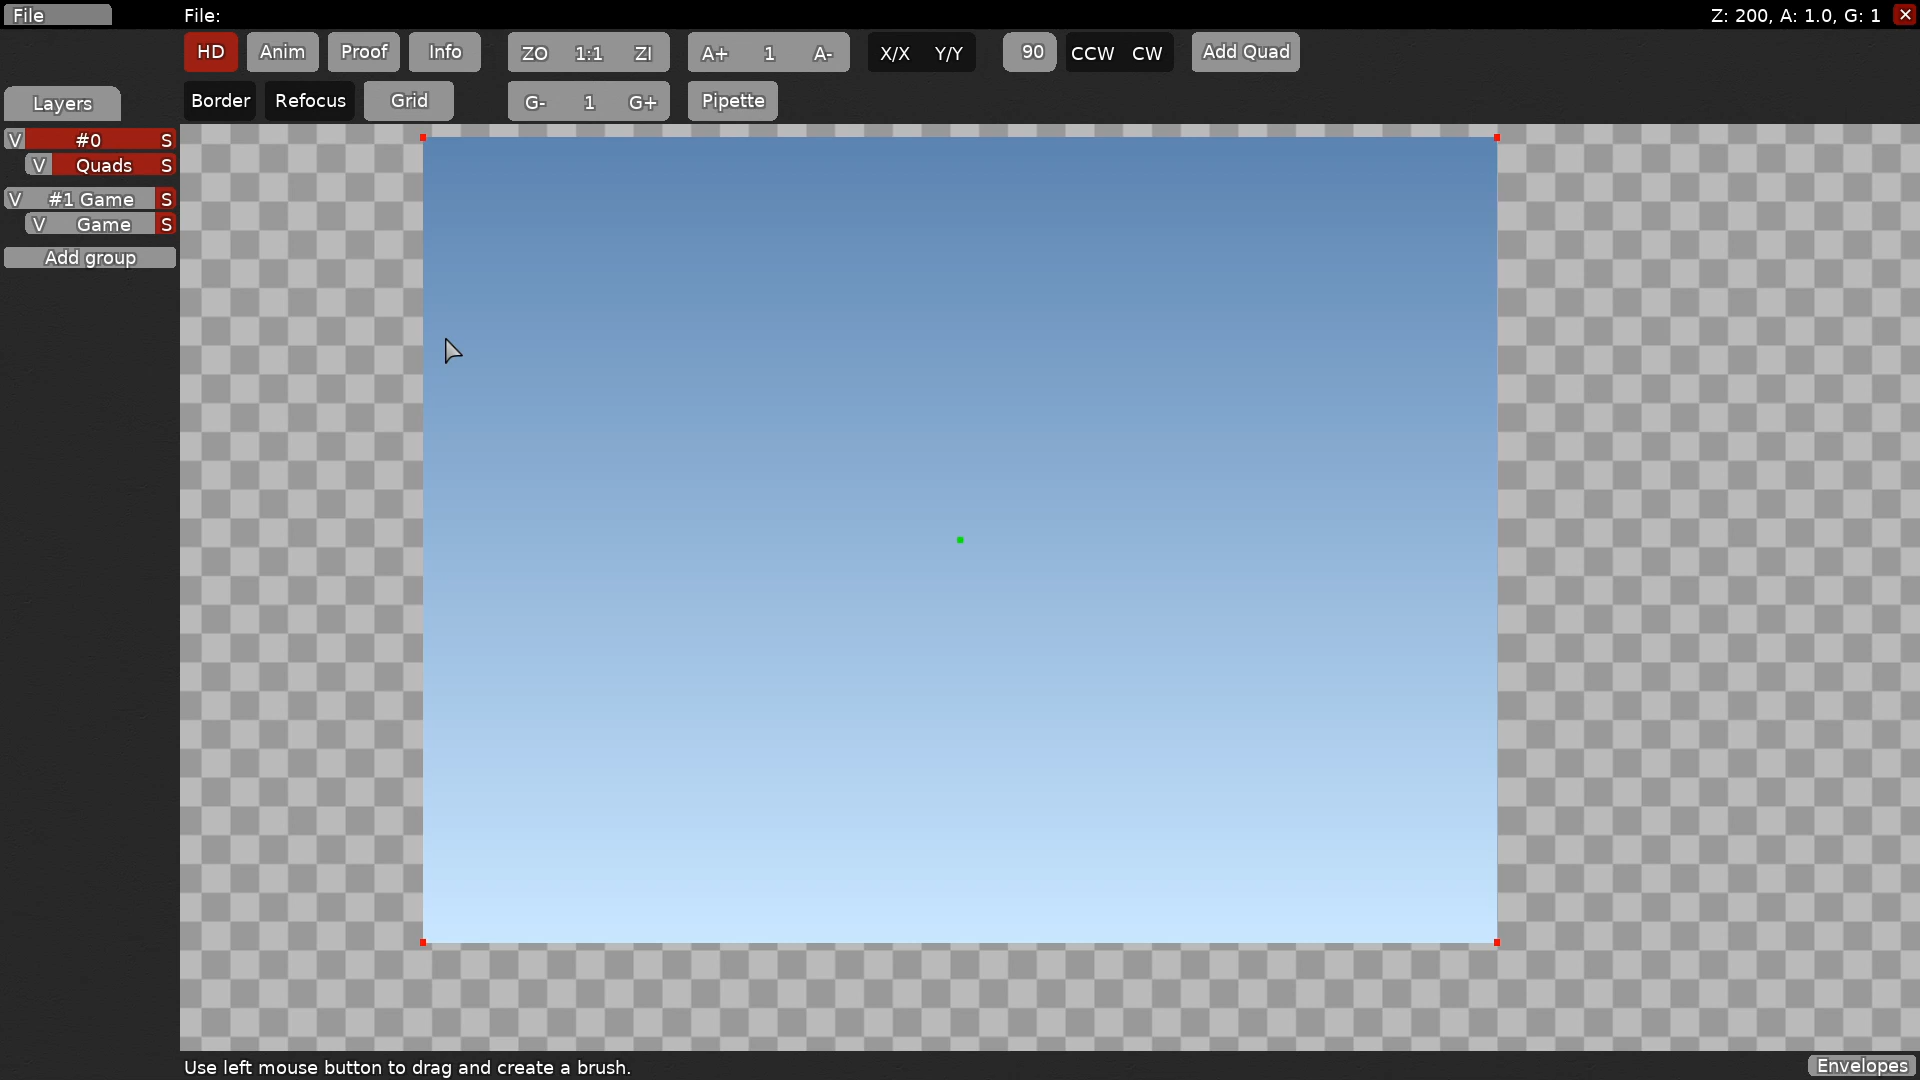 File File: Z: 200, A: 1.0, G: 1
HD Anim Proof Info ZO 1:1 ZI A+ 1 A- X/X Y/Y 90 CCW CW Add Quad
Border Refocus Grid G- 1 G+ Pipette
Layers
V #0 S
V Quads S
V #1 Game S
V Game S
Add group
Use left mouse button to drag and create a brush. Envelopes